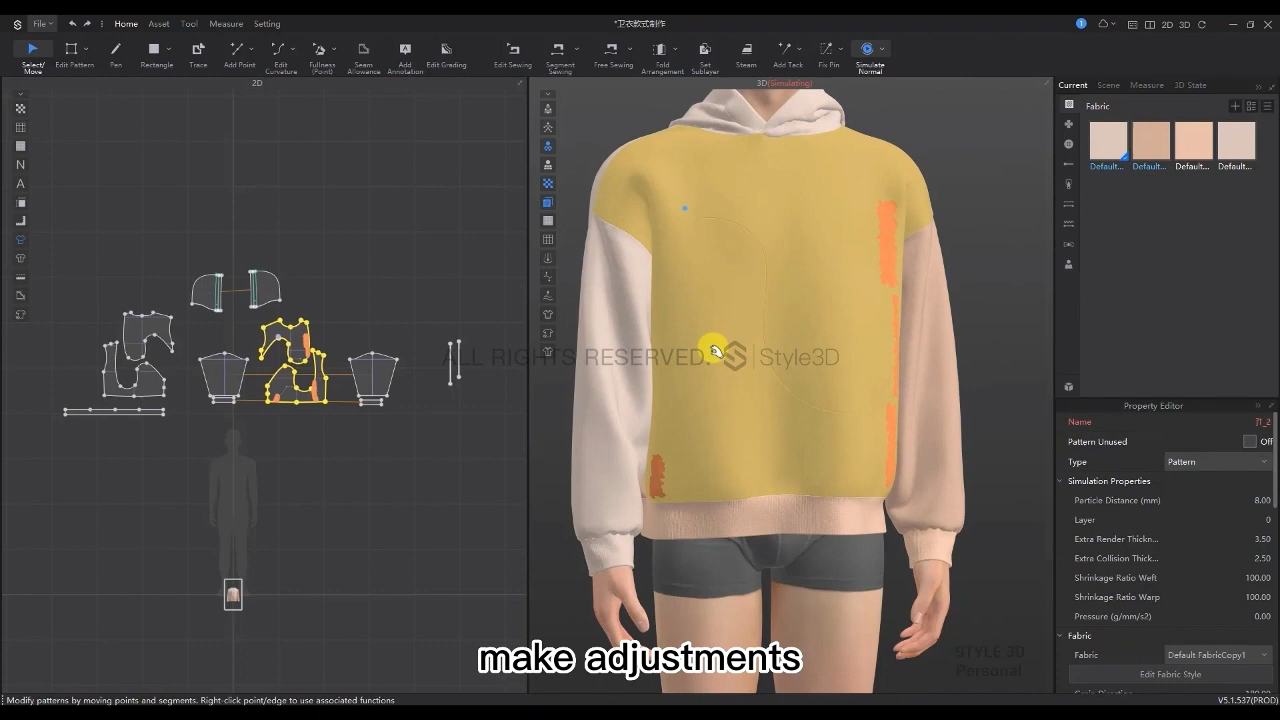 File
Home
Asset
Tool
Measure
Setting
*卫衣款式制作
1
2D
3D
Select/
Move
Edit Pattern
Pen
Rectangle
Trace
Add Point
Edit
Curvature
Fullness
(Point)
Seam
Allowance
Add
Annotation
Edit Grading
Edit Sewing
Segment
Sewing
Free Sewing
Fold
Arrangement
Set
Sublayer
Steam
Add Tack
Fix Pin
Simulate
Normal
2D
3D(Simulating)
Current
Scene
Measure
3D State
Fabric
Default...
Default...
Default...
Default...
ALL RIGHTS RESERVED.
Style3D
Property Editor
Name
Pattern Unused
Off
Type
Pattern
Simulation Properties
Particle Distance (mm)
8.00
Layer
0
Extra Render Thickn...
3.50
Extra Collision Thick...
2.50
Shrinkage Ratio Weft
100.00
Shrinkage Ratio Warp
100.00
Pressure (g/mm/s2)
0.00
Fabric
Fabric
Default FabricCopy1
Edit Fabric Style
make adjustments
STYLE 3D
Personal
Modify patterns by moving points and segments. Right-click point/edge to use associated functions
V5.1.537(PROD)